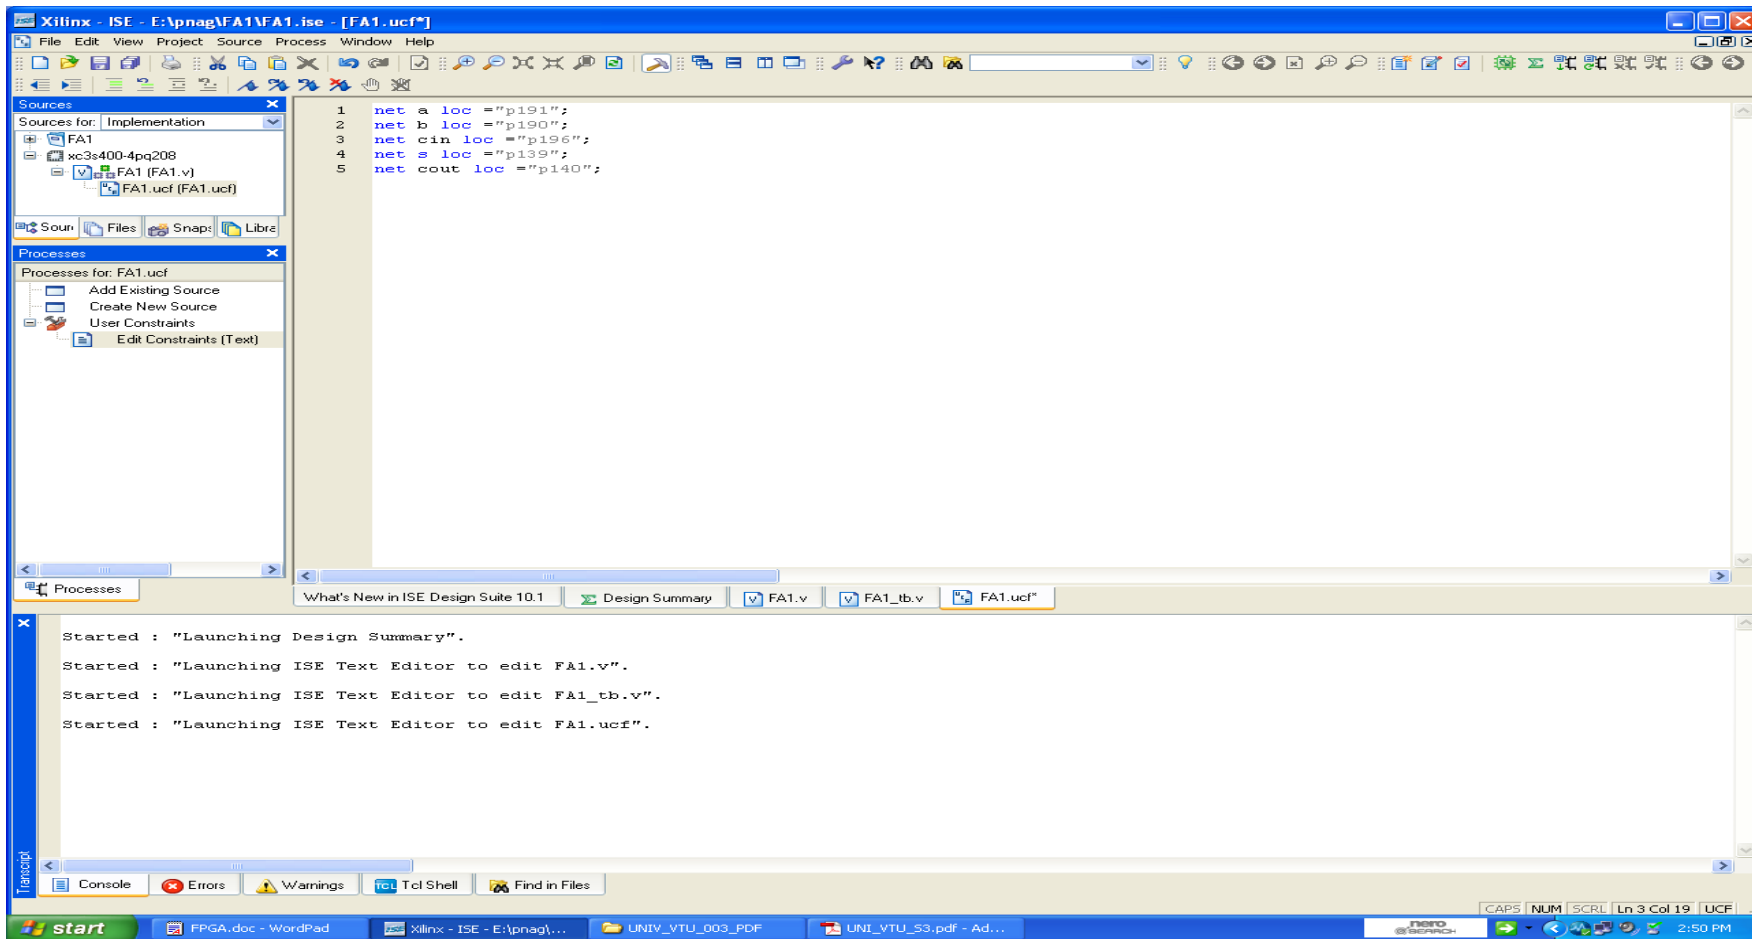 Xilinx - ISE - E:\pnag\FA1\FA1.ise - [FA1.ucf*]
File Edit View Project Source Process Window Help
Sources
Sources for: Implementation
FA1
xc3s400-4pq208
FA1 (FA1.v)
FA1.ucf (FA1.ucf)
Sour Files Snaps Libra
Processes
Processes for: FA1.ucf
Add Existing Source
Create New Source
User Constraints
Edit Constraints (Text)
Processes
1 net a loc ="p191";
2 net b loc ="p190";
3 net cin loc ="p196";
4 net s loc ="p139";
5 net cout loc ="p140";
What's New in ISE Design Suite 10.1 Design Summary FA1.v FA1_tb.v FA1.ucf*
Started : "Launching Design Summary".
Started : "Launching ISE Text Editor to edit FA1.v".
Started : "Launching ISE Text Editor to edit FA1_tb.v".
Started : "Launching ISE Text Editor to edit FA1.ucf".
Transcript
Console Errors Warnings Tcl Shell Find in Files
CAPS NUM SCRL Ln 3 Col 19 UCF
start FPGA.doc - WordPad Xilinx - ISE - E:\pnag\... UNIV_VTU_003_PDF UNI_VTU_S3.pdf - Ad... nero SEARCH 2:50 PM